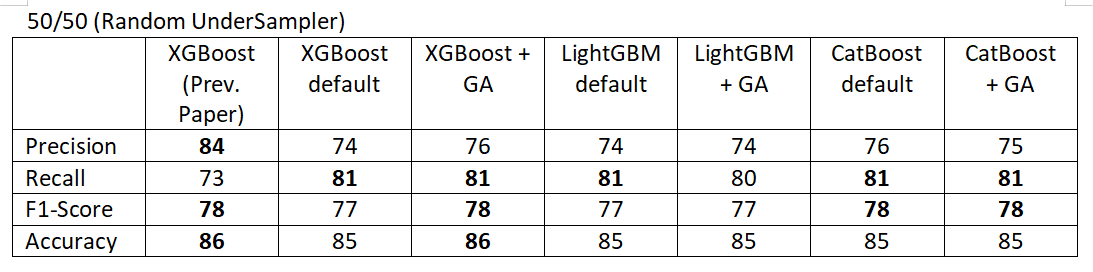 50/50 (Random UnderSampler)
XGBoost (Prev. Paper) XGBoost default XGBoost + GA LightGBM default LightGBM + GA CatBoost default CatBoost + GA
Precision 84 74 76 74 74 76 75
Recall 73 81 81 81 80 81 81
F1-Score 78 77 78 77 77 78 78
Accuracy 86 85 86 85 85 85 85